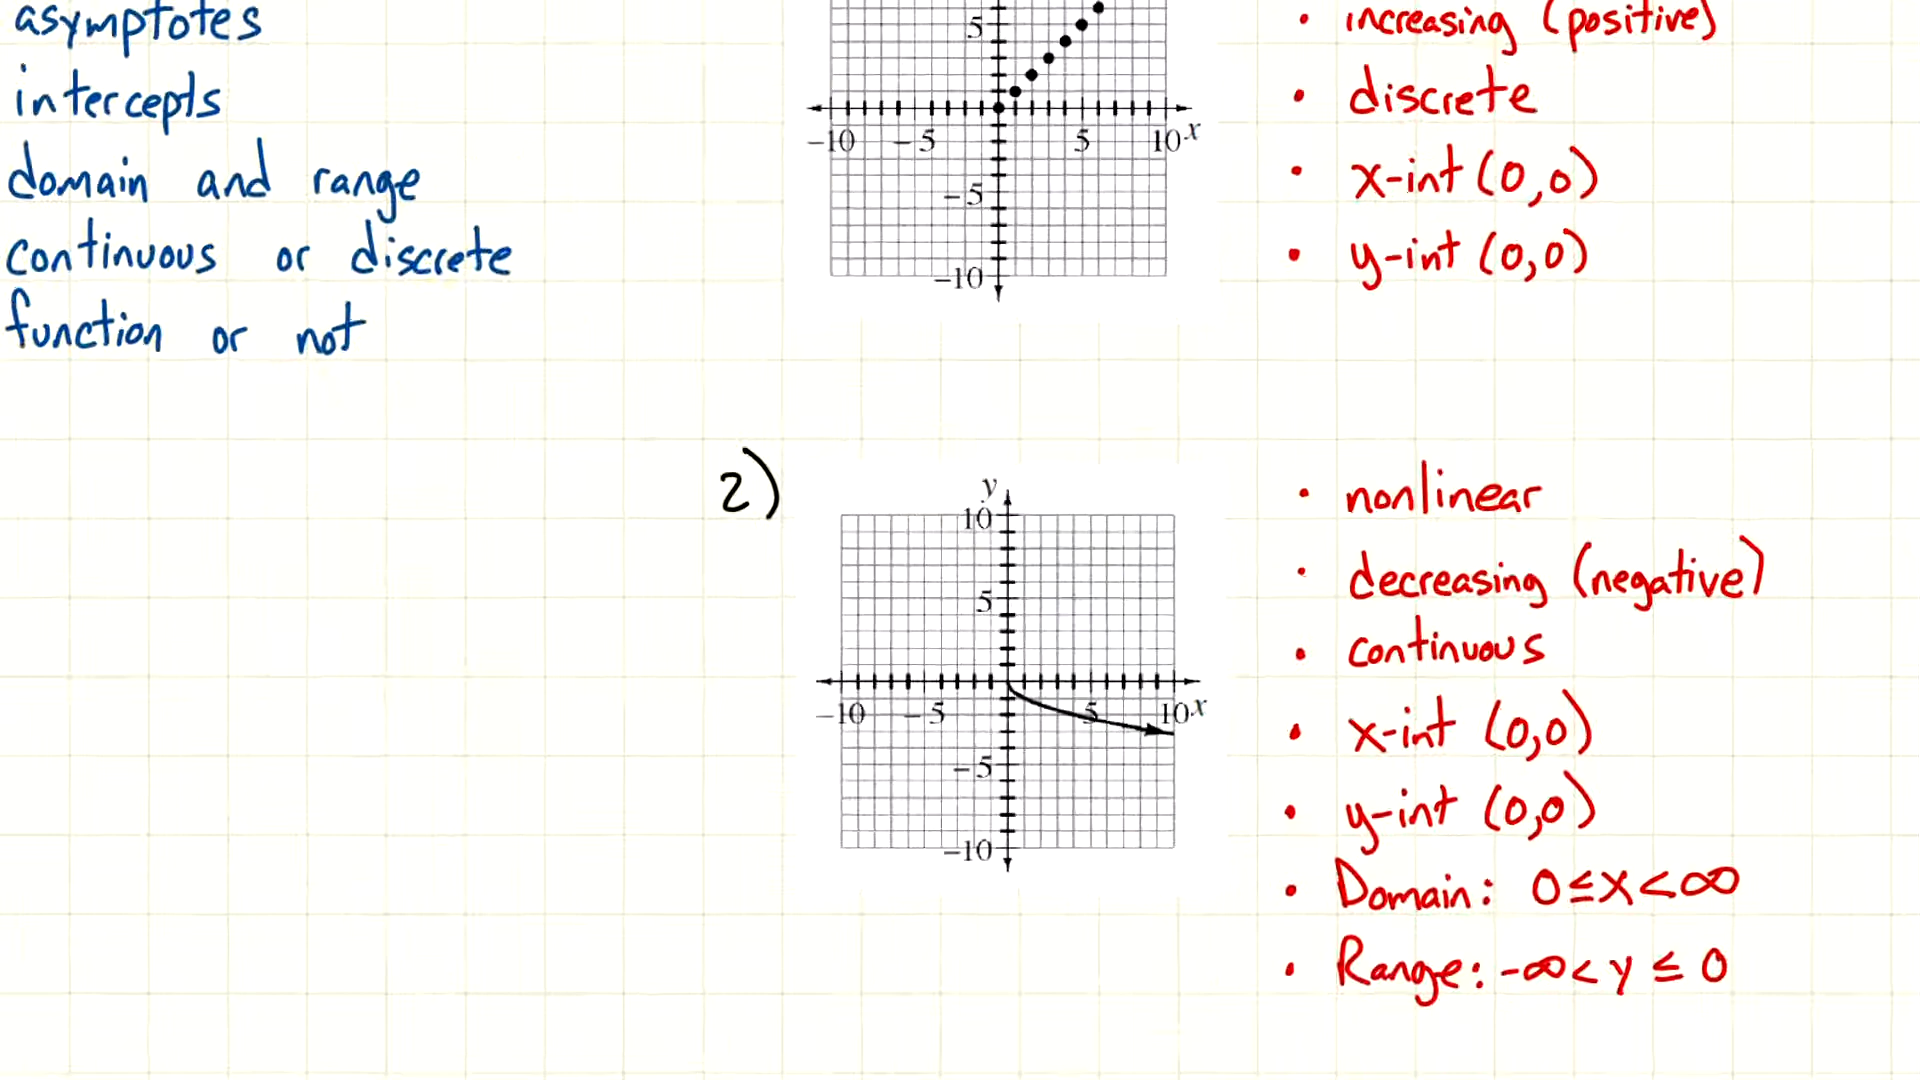 asymptotes
intercepts
domain and range
continuous or discrete
function or not
5
-10 -5 5 10 x
-5
-10
• increasing (positive)
• discrete
• x-int (0,0)
• y-int (0,0)
2)
y
10
5
-10 -5 5 10 x
-5
-10
• nonlinear
• decreasing (negative)
• continuous
• x-int (0,0)
• y-int (0,0)
• Domain: 0≤x<∞
• Range: -∞<y≤0